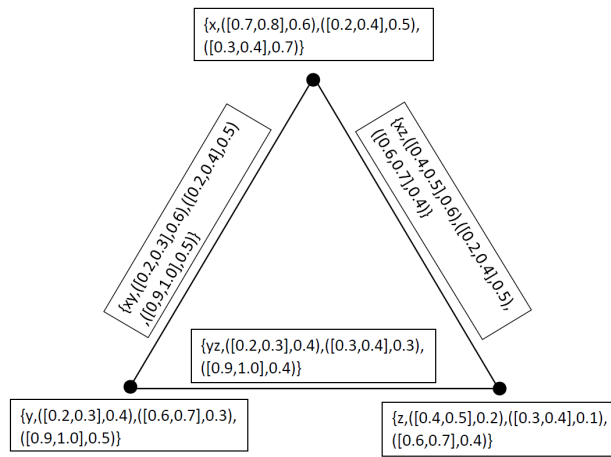 {x,([0.7,0.8],0.6),([0.2,0.4],0.5),
([0.3,0.4],0.7)}
{xy,([0.2,0.3],0.6),([0.2,0.4],0.5)
,([0.9,1.0],0.5)}
{xz,([0.4,0.5],0.6),([0.2,0.4],0.5),
([0.6,0.7],0.4)}
{yz,([0.2,0.3],0.4),([0.3,0.4],0.3),
([0.9,1.0],0.4)}
{y,([0.2,0.3],0.4),([0.6,0.7],0.3),
([0.9,1.0],0.5)}
{z,([0.4,0.5],0.2),([0.3,0.4],0.1),
([0.6,0.7],0.4)}